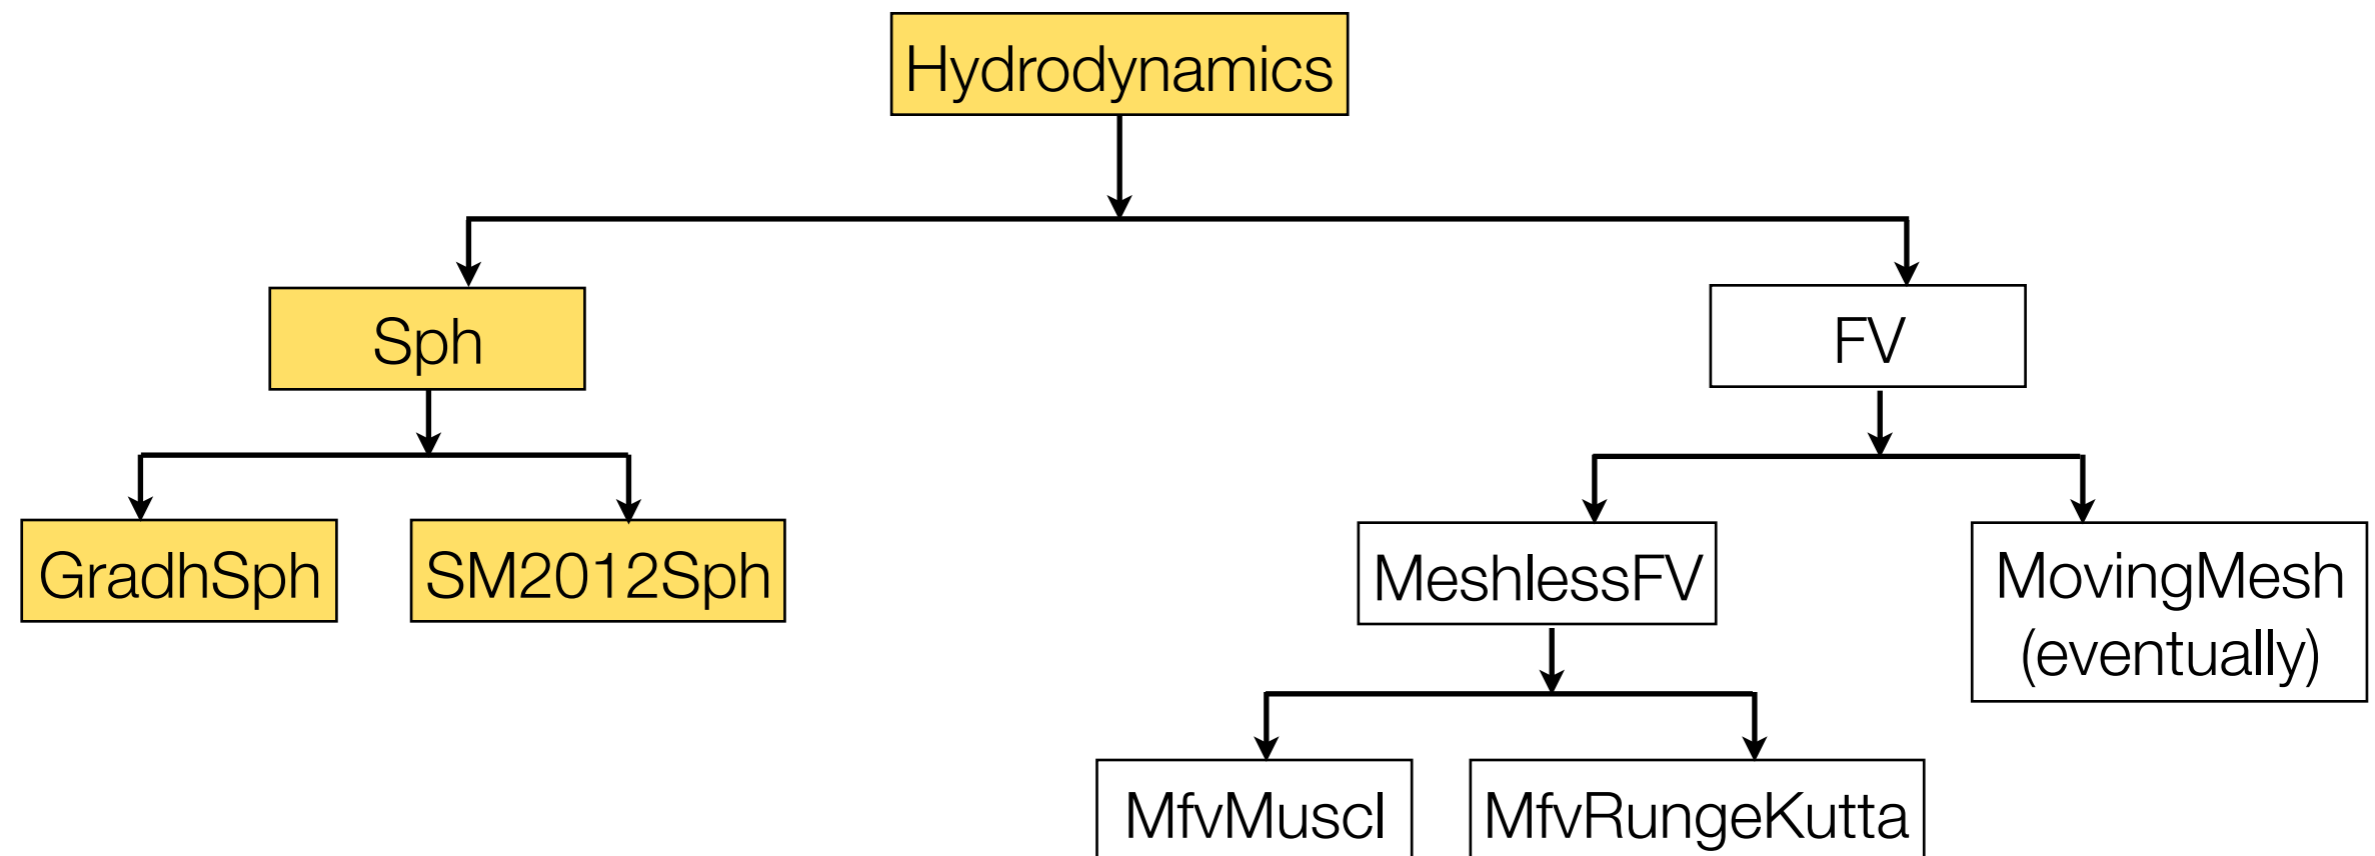 Hydrodynamics
Sph
FV
GradhSph
SM2012Sph
MeshlessFV
MovingMesh
(eventually)
MfvMuscl
MfvRungeKutta